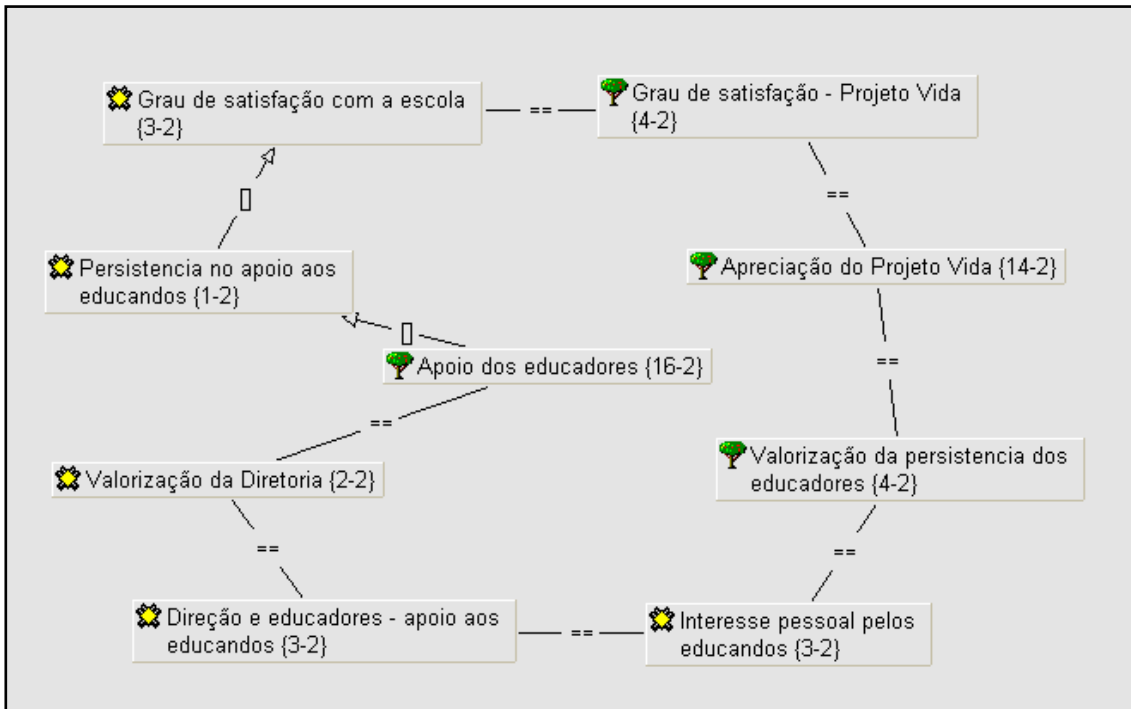 Grau de satisfação com a escola
{3-2}
==
Grau de satisfação - Projeto Vida
{4-2}
==
[]
Persistencia no apoio aos
educandos {1-2}
Apreciação do Projeto Vida {14-2}
[]
Apoio dos educadores {16-2}
==
==
Valorização da persistencia dos
educadores {4-2}
Valorização da Diretoria {2-2}
==
==
Direção e educadores - apoio aos
educandos {3-2}
==
Interesse pessoal pelos
educandos {3-2}